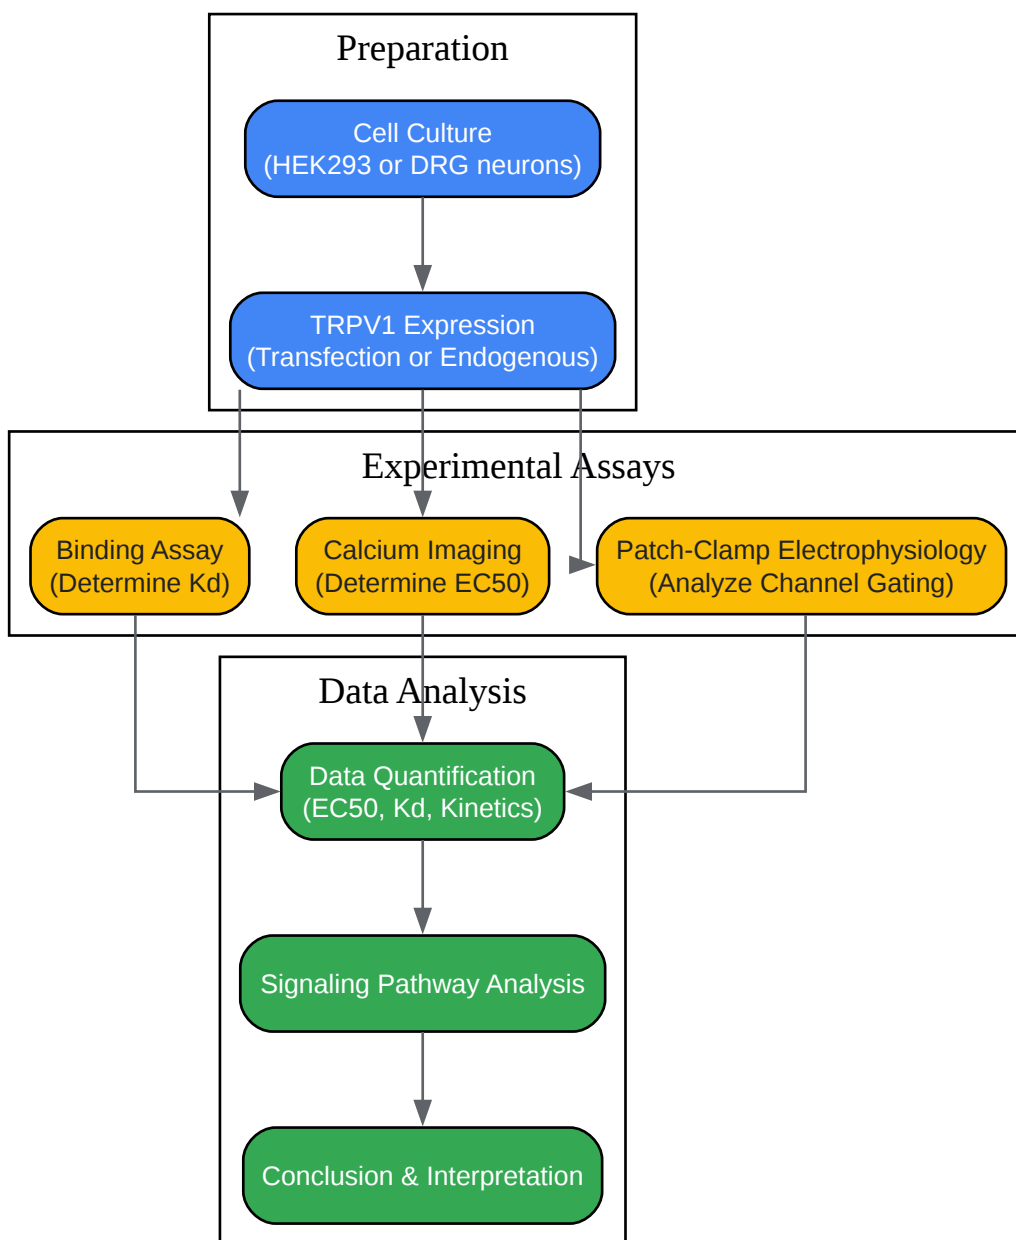 Preparation
Cell Culture
(HEK293 or DRG neurons)
TRPV1 Expression
(Transfection or Endogenous)
Experimental Assays
Binding Assay
(Determine Kd)
Calcium Imaging
(Determine EC50)
Patch-Clamp Electrophysiology
(Analyze Channel Gating)
Data Analysis
Data Quantification
(EC50, Kd, Kinetics)
Signaling Pathway Analysis
Conclusion & Interpretation